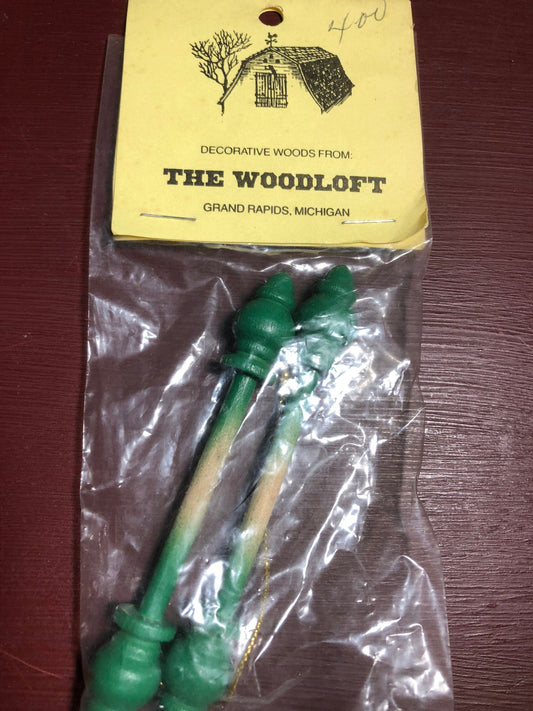 400
DECORATIVE WOODS FROM:
THE WOODLOFT
GRAND RAPIDS, MICHIGAN